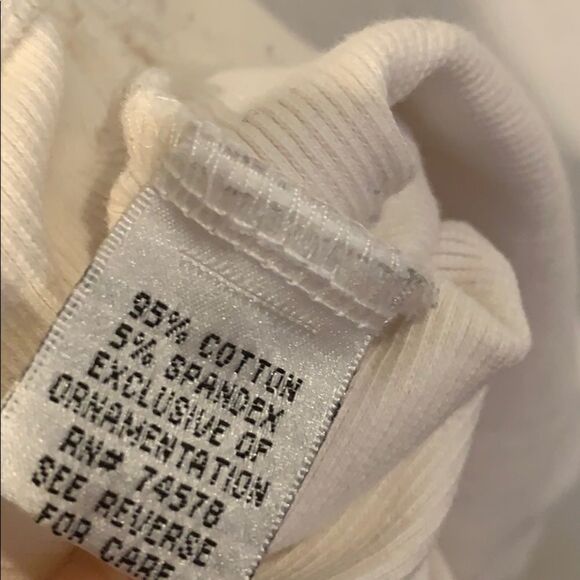 95% COTTON
5% SPANDEX
EXCLUSIVE OF
ORNAMENTATION
RN# 74578
SEE REVERSE
FOR CARE